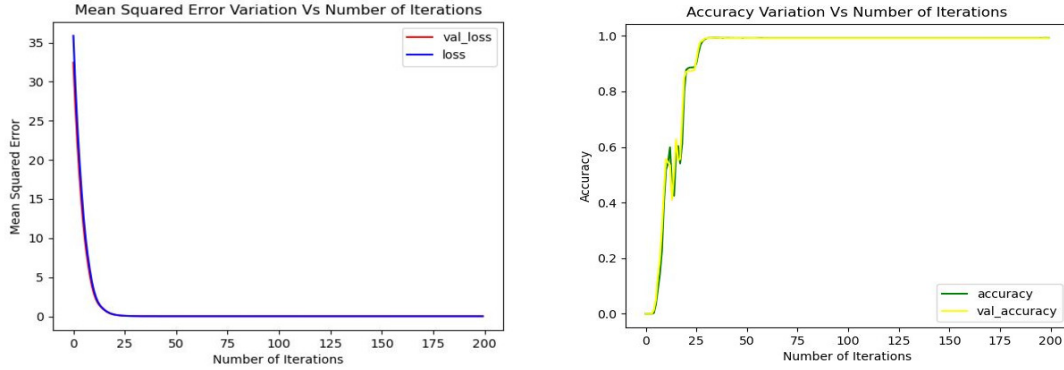 Mean Squared Error Variation Vs Number of Iterations
35
30
25
20
15
10
5
0
Mean Squared Error
val_loss
loss
0 25 50 75 100 125 150 175 200
Number of Iterations
Accuracy Variation Vs Number of Iterations
1.0
0.8
0.6
0.4
0.2
0.0
Accuracy
accuracy
val_accuracy
0 25 50 75 100 125 150 175 200
Number of Iterations